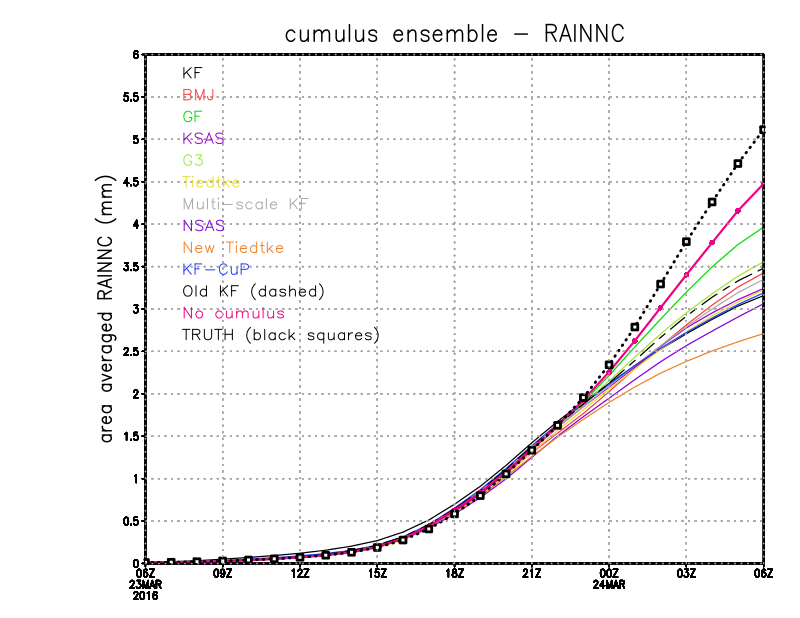 cumulus ensemble – RAINNC
area averaged RAINNC (mm)
6
5.5
5
4.5
4
3.5
3
2.5
2
1.5
1
0.5
0
KF
BMJ
GF
KSAS
G3
Tiedtke
Multi-scale KF
NSAS
New Tiedtke
KF-CuP
Old KF (dashed)
No cumulus
TRUTH (black squares)
06Z 09Z 12Z 15Z 18Z 21Z 00Z 03Z 06Z
23MAR 24MAR
2016